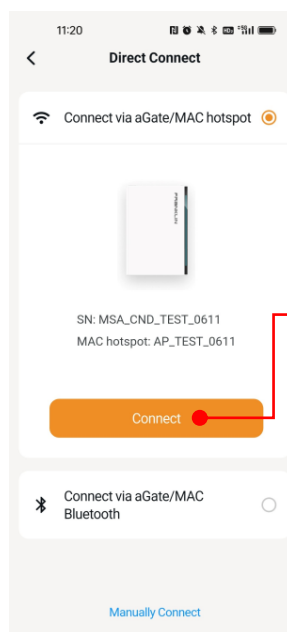 11:20
Direct Connect
Connect via aGate/MAC hotspot
SN: MSA_CND_TEST_0611
MAC hotspot: AP_TEST_0611
Connect
Connect via aGate/MAC
Bluetooth
Manually Connect